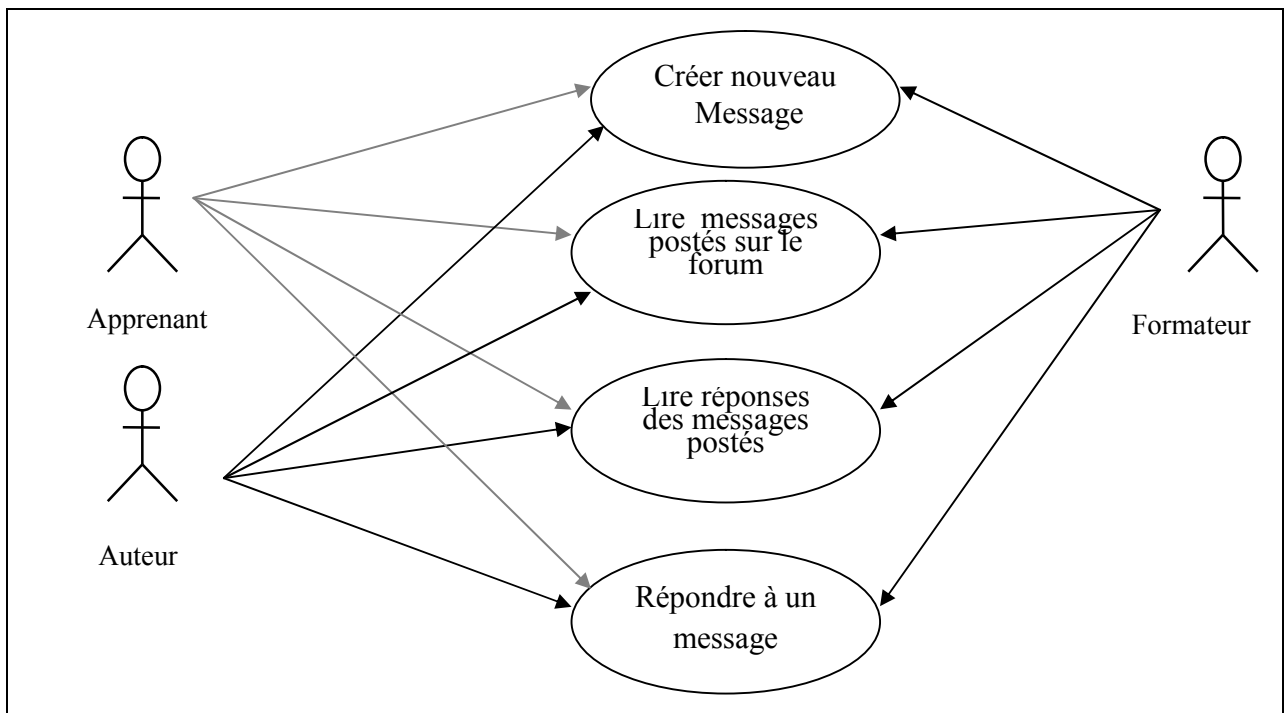 Créer nouveau
Message
Lire messages
postés sur le
forum
Apprenant
Formateur
Lire réponses
des messages
postés
Auteur
Répondre à un
message